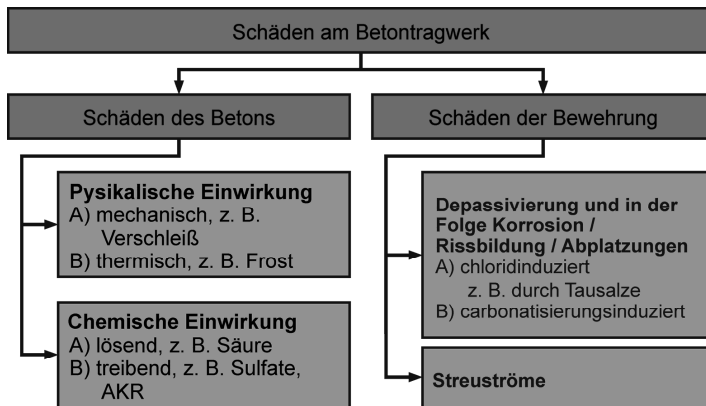 Schäden am Betontragwerk
Schäden des Betons
Pysikalische Einwirkung
A) mechanisch, z. B.
Verschleiß
B) thermisch, z. B. Frost
Chemische Einwirkung
A) lösend, z. B. Säure
B) treibend, z. B. Sulfate,
AKR
Schäden der Bewehrung
Depassivierung und in der
Folge Korrosion /
Rissbildung / Abplatzungen
A) chloridinduziert
z. B. durch Tausalze
B) carbonatisierungsinduziert
Streuströme